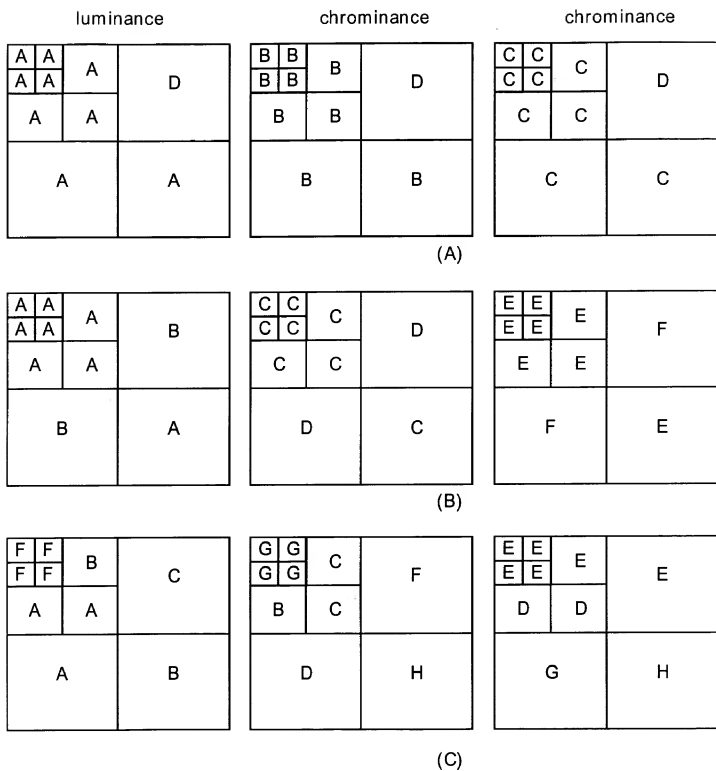 luminance chrominance chrominance
A A A D B B B D C C C D
A A B B C C
A A B B C C
A A B B C C
(A)
A A A B C C C D E E E F
A A C C E E
A A C C E E
B A D C F E
(B)
F F B C G G C F E E E E
F F G G E E
A A B C D D
A B D H G H
(C)